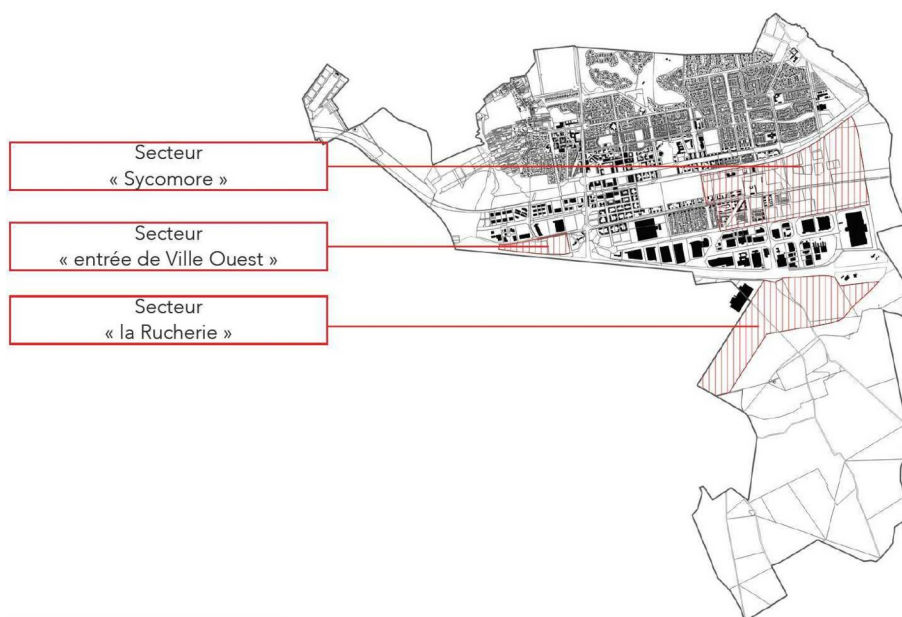 Secteur
« Sycomore »
Secteur
« entrée de Ville Ouest »
Secteur
« la Rucherie »